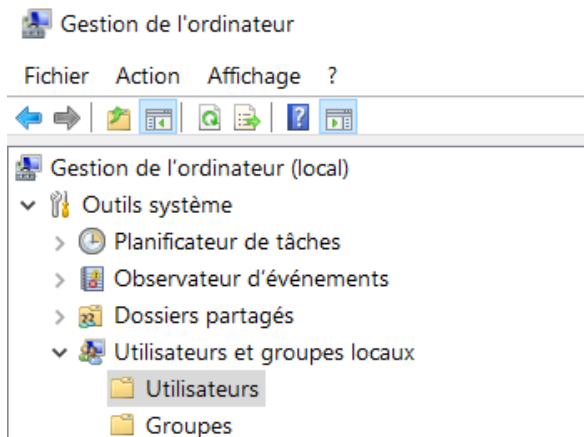 Gestion de l'ordinateur
Fichier Action Affichage ?
Gestion de l'ordinateur (local)
Outils système
Planificateur de tâches
Observateur d'événements
Dossiers partagés
Utilisateurs et groupes locaux
Utilisateurs
Groupes